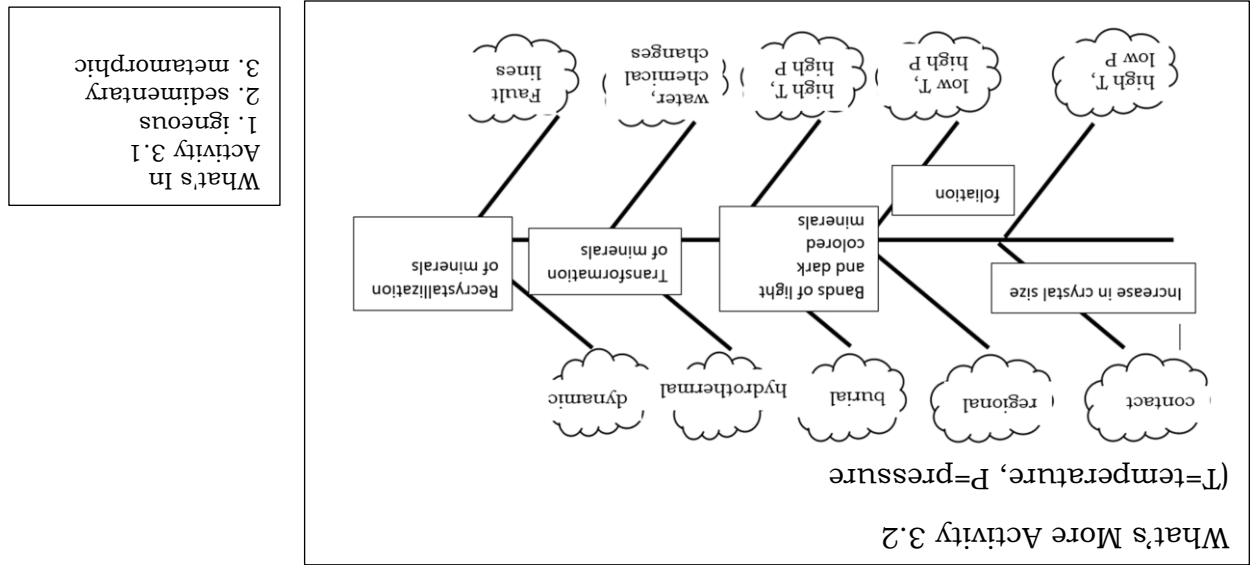 What's More Activity 3.2
(T=temperature, P=pressure
contact
regional
burial
hydrothermal
dynamic
Increase in crystal size
Bands of light
and dark
colored
minerals
Transformation
of minerals
Recrystallization
of minerals
foliation
high T,
low P
low T,
high P
high T,
high P
water,
chemical
changes
Fault
lines
What's In
Activity 3.1
1. igneous
2. sedimentary
3. metamorphic